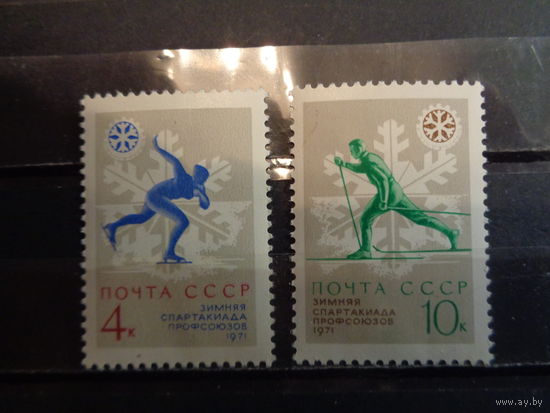 ПОЧТА СССР
4к
ЗИМНЯЯ
СПАРТАКИАДА
ПРОФСОЮЗОВ
1971
ПОЧТА СССР
ЗИМНЯЯ
СПАРТАКИАДА
ПРОФСОЮЗОВ
1971
10к
www.ay.by